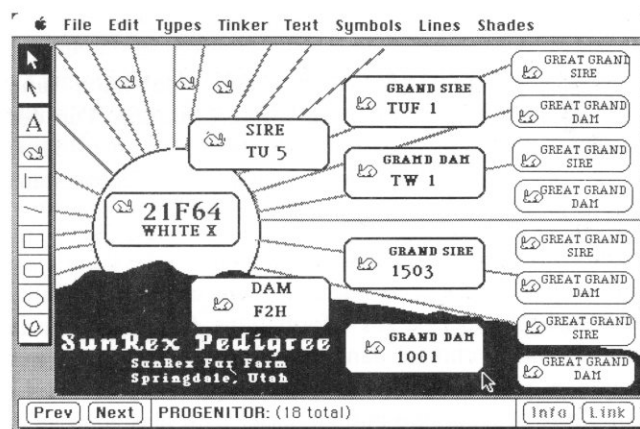 File Edit Types Tinker Text Symbols Lines Shades
A
21F64
WHITE X
SIRE
TU 5
DAM
F2H
GRAND SIRE
TUF 1
GRAMD DAM
TW 1
GRAND SIRE
1503
GRAND DAM
1001
GREAT GRAND
SIRE
GREAT GRAND
DAM
GREAT GRAND
SIRE
GREAT GRAND
DAM
GREAT GRAND
SIRE
GREAT GRAND
DAM
GREAT GRAND
SIRE
GREAT GRAND
DAM
SunRex Pedigree
SunRex Fur Farm
Springdale, Utah
Prev Next PROGENITOR: (18 total) Info Link